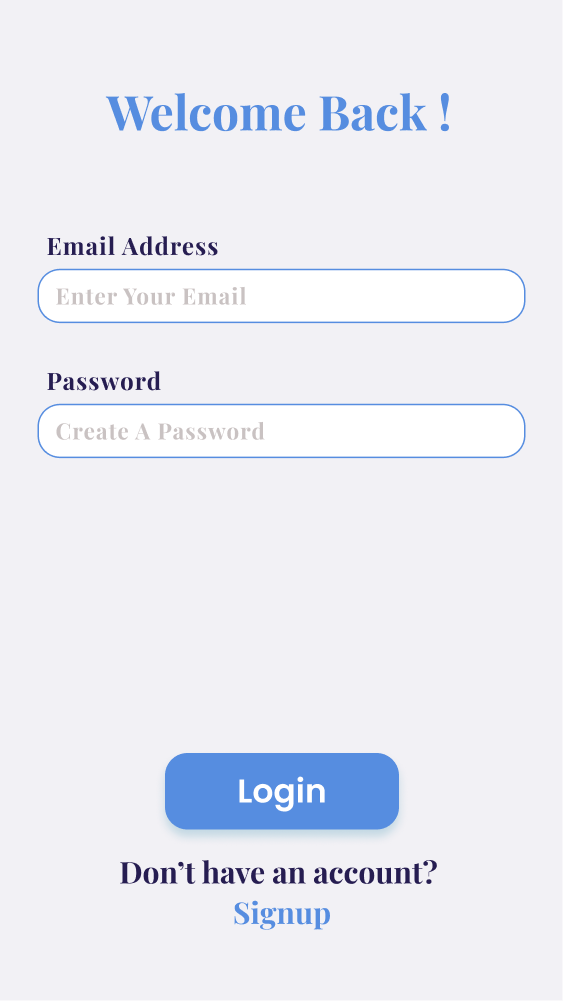 Welcome Back !
Email Address
Enter Your Email
Password
Create A Password
Login
Don’t have an account?
Signup